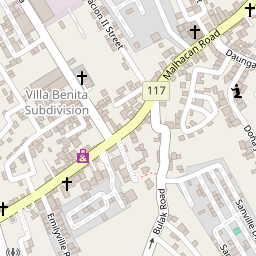 acion II Street
Malhacan Road
Daunga
Villa Benita
Subdivision
117
Doña
Emilyville R
Bulak Road
Sanville D